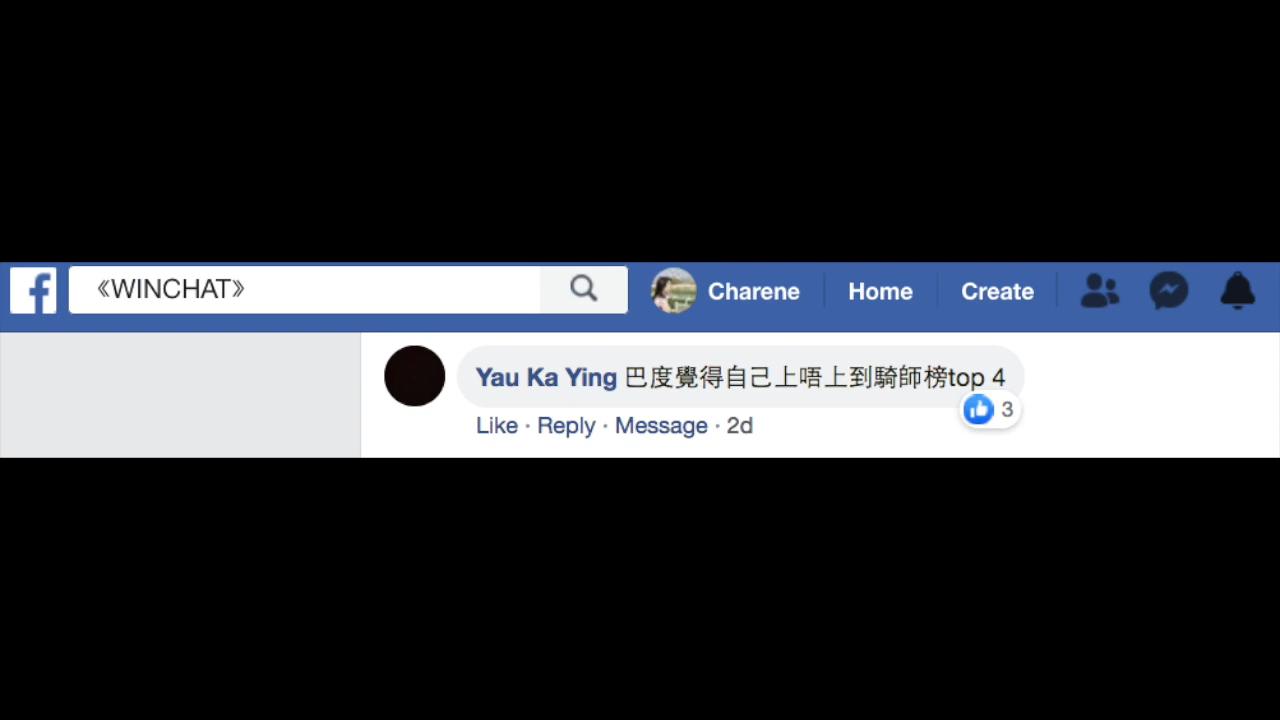 f 《WINCHAT》 Charene Home Create
Yau Ka Ying 巴度覺得自己上唔上到騎師榜top 4
3
Like · Reply · Message · 2d